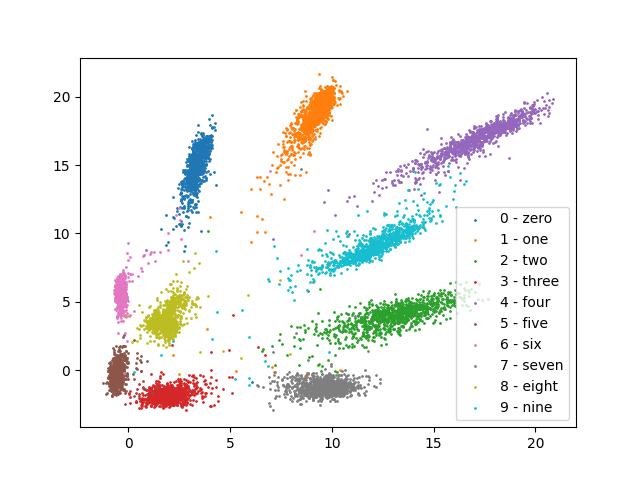 20
15
10
5
0
0
5
10
15
20
0 - zero
1 - one
2 - two
3 - three
4 - four
5 - five
6 - six
7 - seven
8 - eight
9 - nine